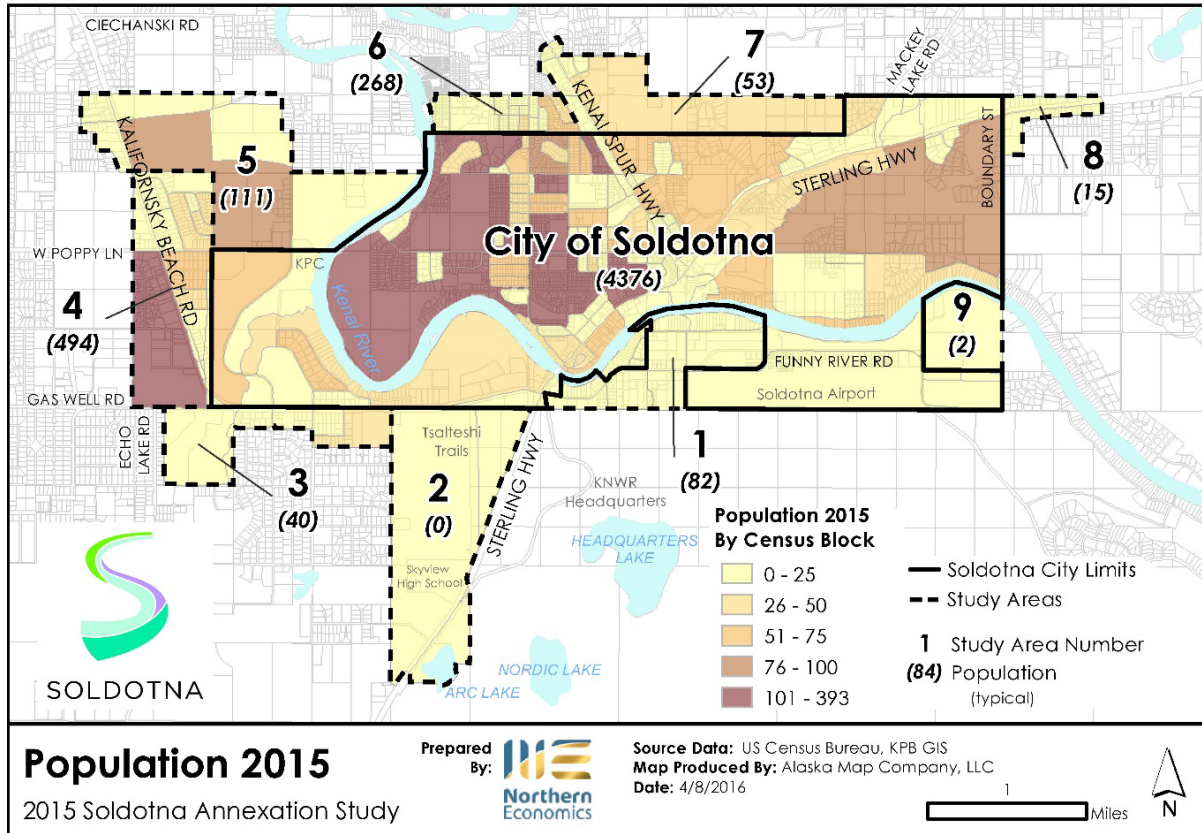 CIECHANSKI RD
6
(268)
7
(53)
MACKEY
LAKE RD
KENAI SPUR HWY
KALIFORNSKY BEACH RD
5
(111)
STERLING HWY
BOUNDARY ST
8
(15)
City of Soldotna
(4376)
W POPPY LN
KPC
4
(494)
Kenai River
9
(2)
FUNNY RIVER RD
GAS WELL RD
Soldotna Airport
ECHO
LAKE RD
Tsalteshi
Trails
1
(82)
3
(40)
2
(0)
STERLING HWY
KNWR
Headquarters
HEADQUARTERS
LAKE
Skyview
High School
NORDIC LAKE
ARC LAKE
SOLDOTNA
Population 2015
By Census Block
0 - 25
26 - 50
51 - 75
76 - 100
101 - 393
Soldotna City Limits
Study Areas
1 Study Area Number
(84) Population
(typical)
Population 2015
2015 Soldotna Annexation Study
Prepared
By:
NE
Northern
Economics
Source Data: US Census Bureau, KPB GIS
Map Produced By: Alaska Map Company, LLC
Date: 4/8/2016
1
Miles
N